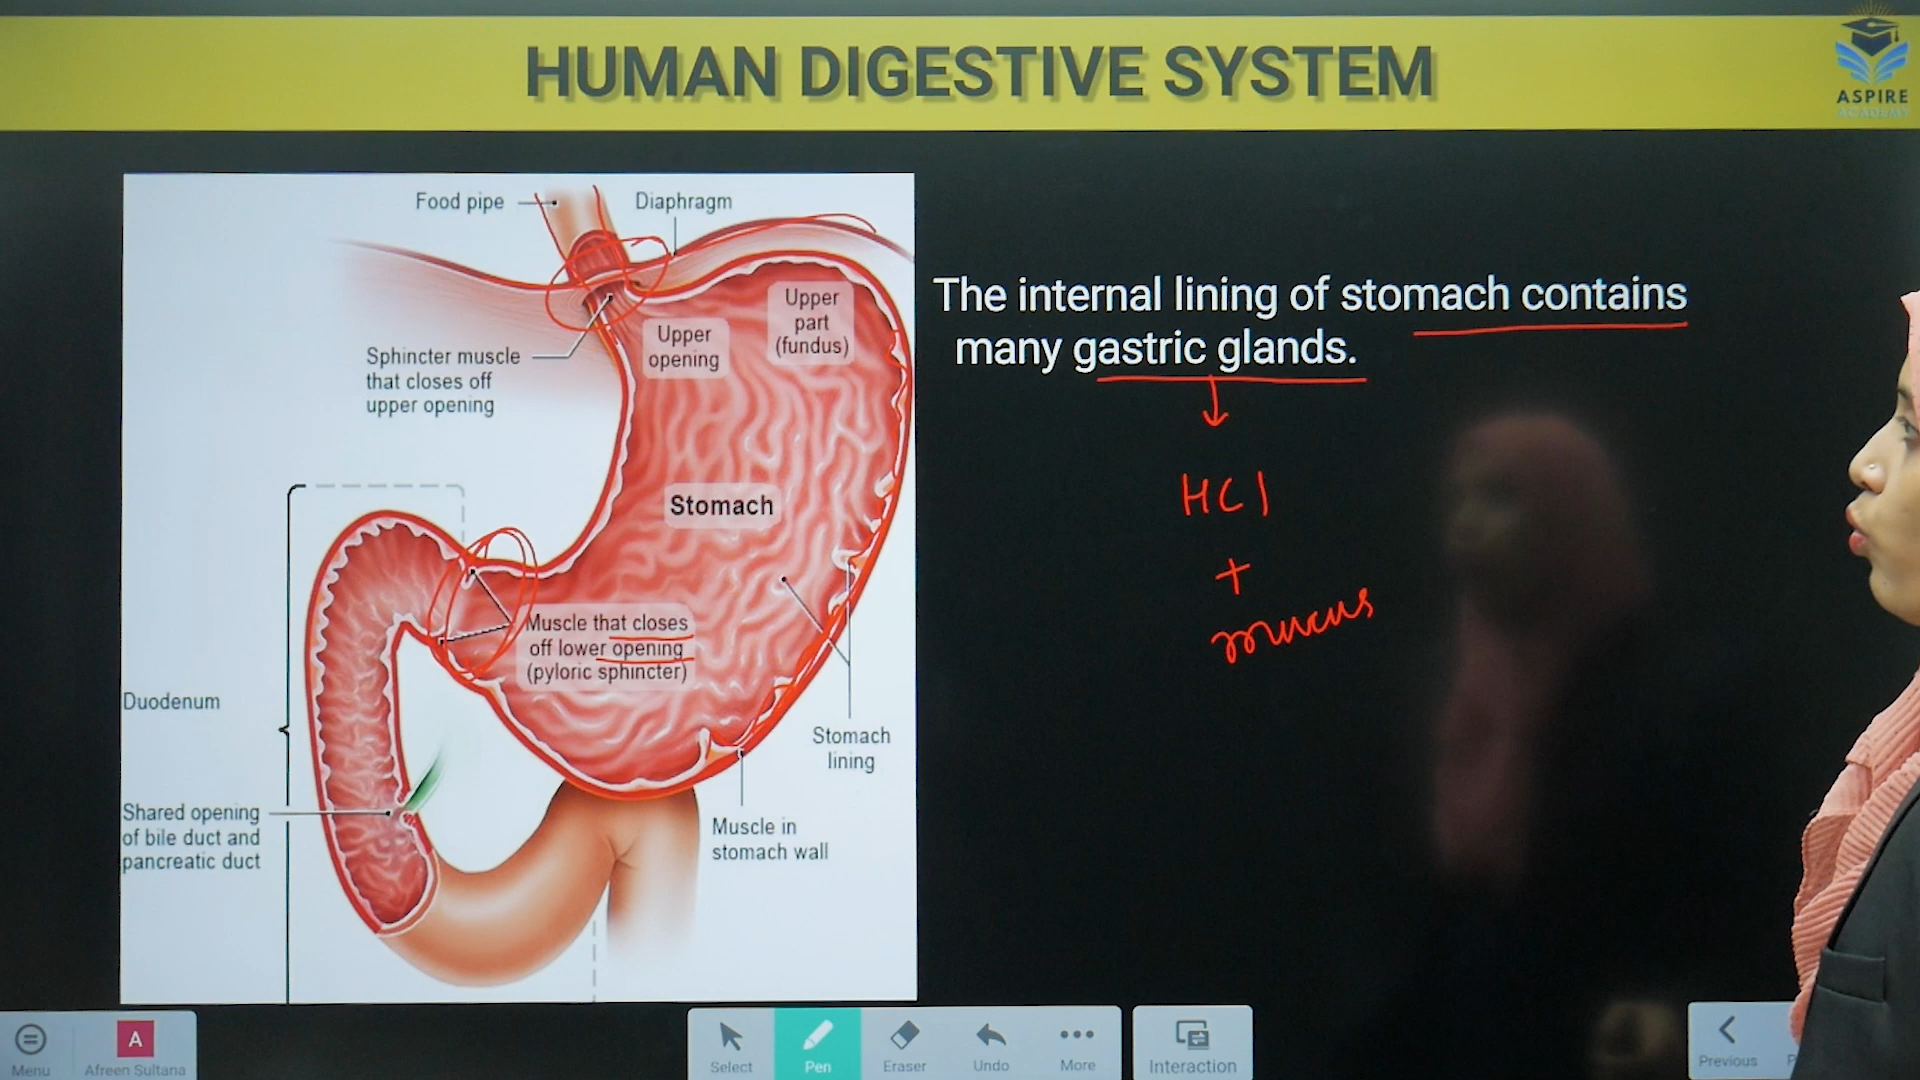 HUMAN DIGESTIVE SYSTEM
ASPIRE
ACADEMY
Food pipe
Diaphragm
Upper
part
(fundus)
Upper
opening
Sphincter muscle
that closes off
upper opening
Stomach
Muscle that closes
off lower opening
(pyloric sphincter)
Duodenum
Stomach
lining
Shared opening
of bile duct and
pancreatic duct
Muscle in
stomach wall
The internal lining of stomach contains
many gastric glands.
HCl
+
mucus
Menu
A
Afreen Sultana
Select
Pen
Eraser
Undo
More
Interaction
Previous